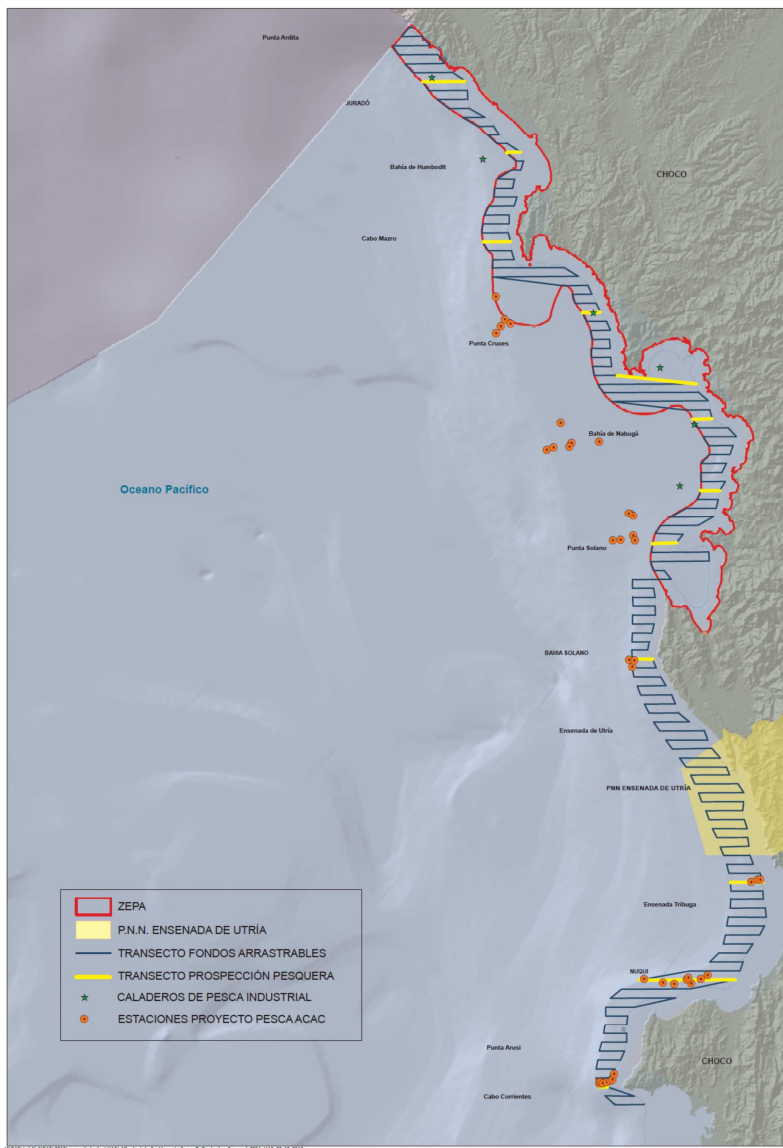 Punta Ardita
JURADÓ
CHOCO
Bahía de Humbodlt
Cabo Mazro
Punta Cruces
Bahía de Nabugá
Oceano Pacífico
Punta Solano
BAHIA SOLANO
Ensenada de Utría
PNN ENSENADA DE UTRÍA
Ensenada Tribuga
NUQUI
Punta Arusi
CHOCO
Cabo Corrientes
ZEPA
P.N.N. ENSENADA DE UTRÍA
TRANSECTO FONDOS ARRASTRABLES
TRANSECTO PROSPECCIÓN PESQUERA
CALADEROS DE PESCA INDUSTRIAL
ESTACIONES PROYECTO PESCA ACAC